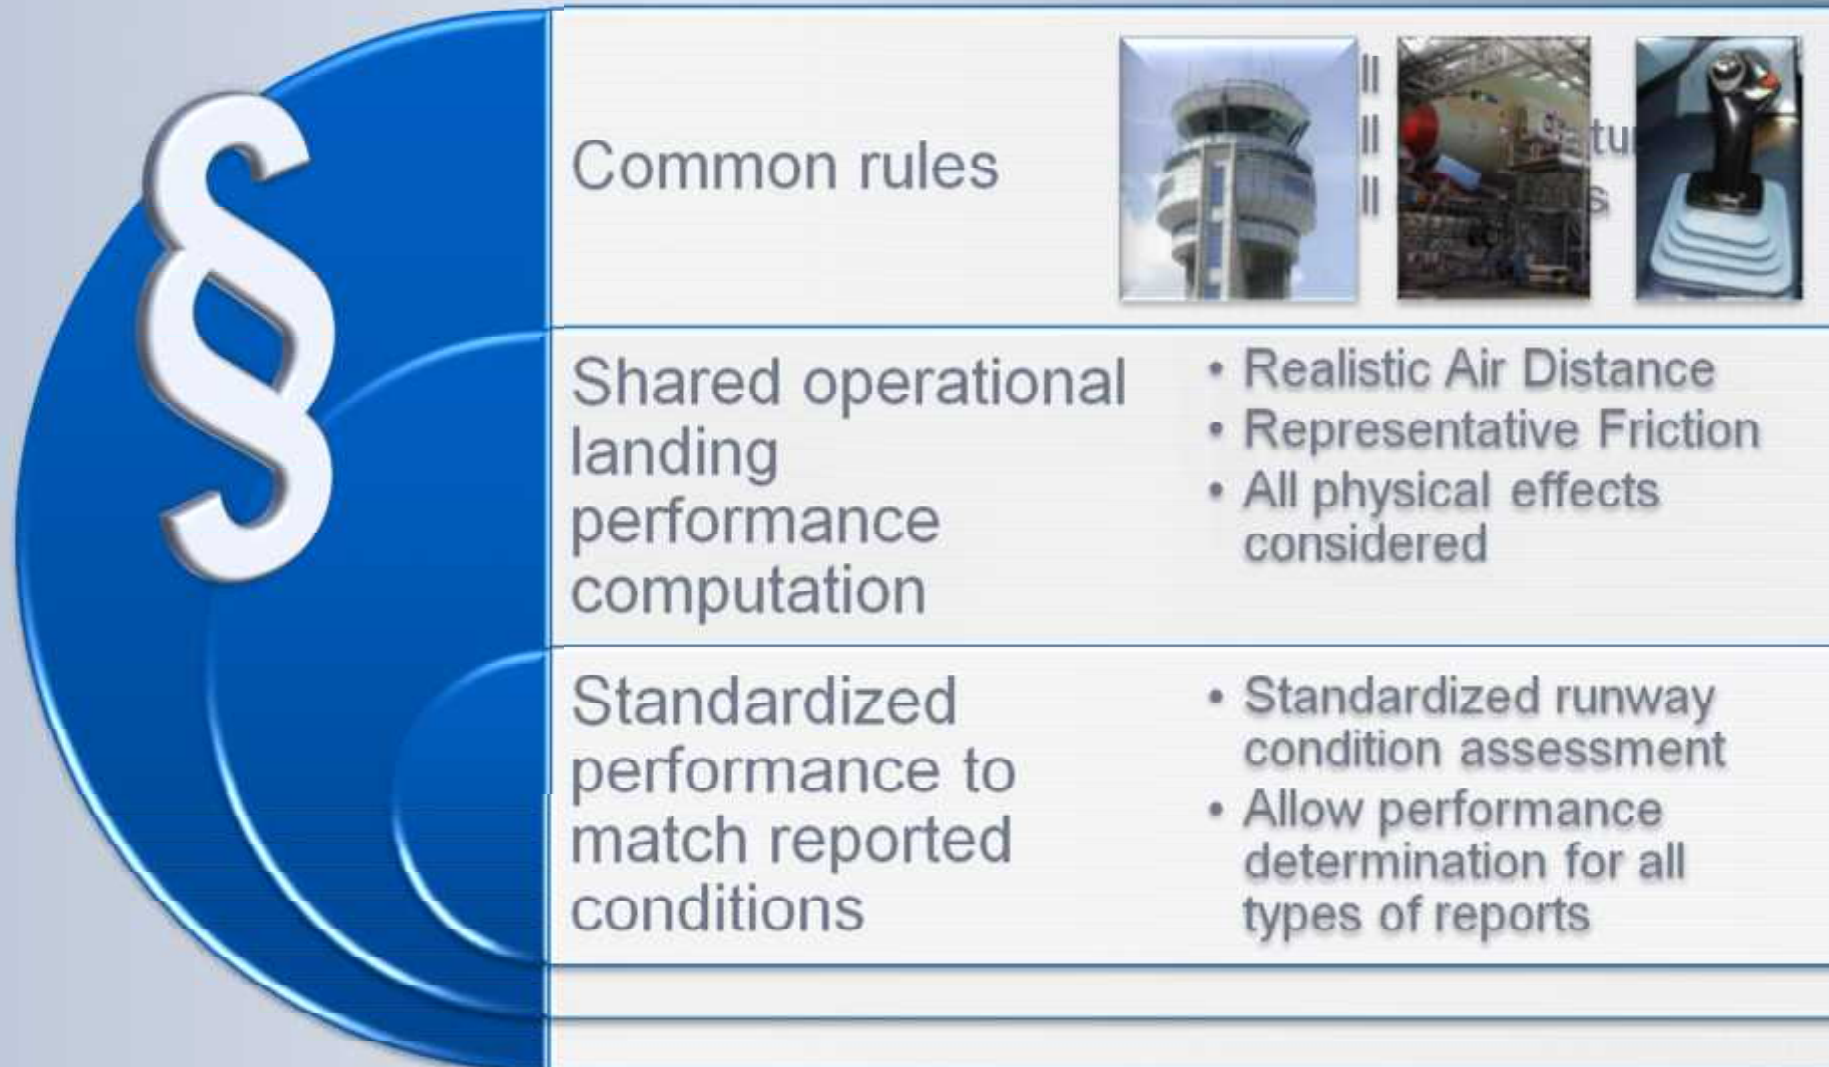 §
Common rules
Shared operational
landing
performance
computation
• Realistic Air Distance
• Representative Friction
• All physical effects
considered
Standardized
performance to
match reported
conditions
• Standardized runway
condition assessment
• Allow performance
determination for all
types of reports